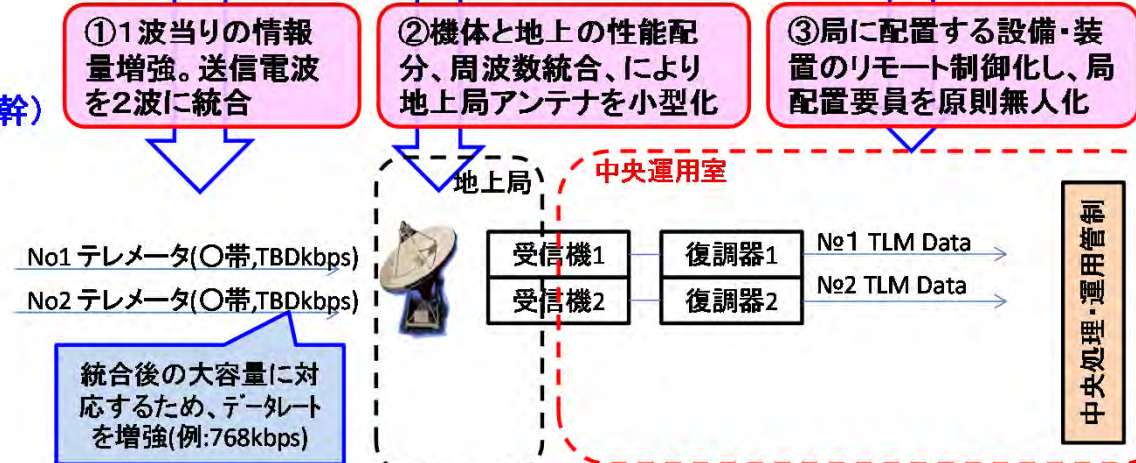 ①1波当りの情報
量増強。送信電波
を2波に統合
②機体と地上の性能配
分、周波数統合、により
地上局アンテナを小型化
③局に配置する設備・装
置のリモート制御化し、局
配置要員を原則無人化
幹)
地上局
中央運用室
No1 テレメータ(〇帯,TBDkbps)
No2 テレメータ(〇帯,TBDkbps)
受信機1
受信機2
復調器1
復調器2
№1 TLM Data
№2 TLM Data
中央処理・運用管制
統合後の大容量に対
応するため、データレート
を増強(例:768kbps)